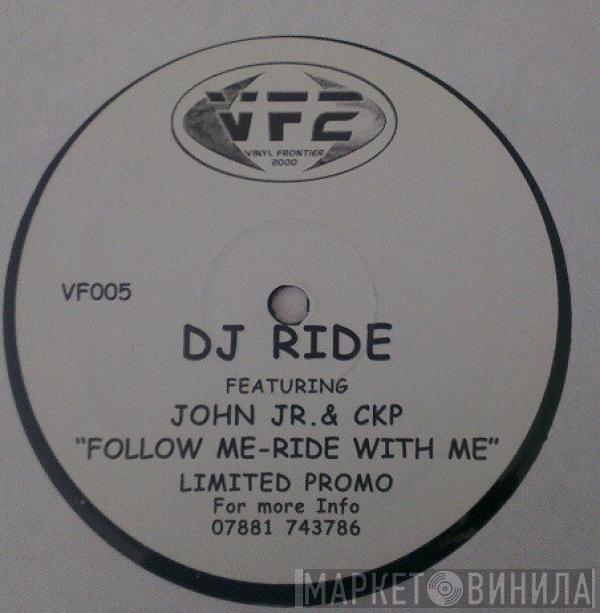 VF2
VINYL FRONTIER
2000
VF005
DJ RIDE
FEATURING
JOHN JR.& CKP
"FOLLOW ME-RIDE WITH ME"
LIMITED PROMO
For more Info
07881 743786
МАРКЕТ ВИНИЛА